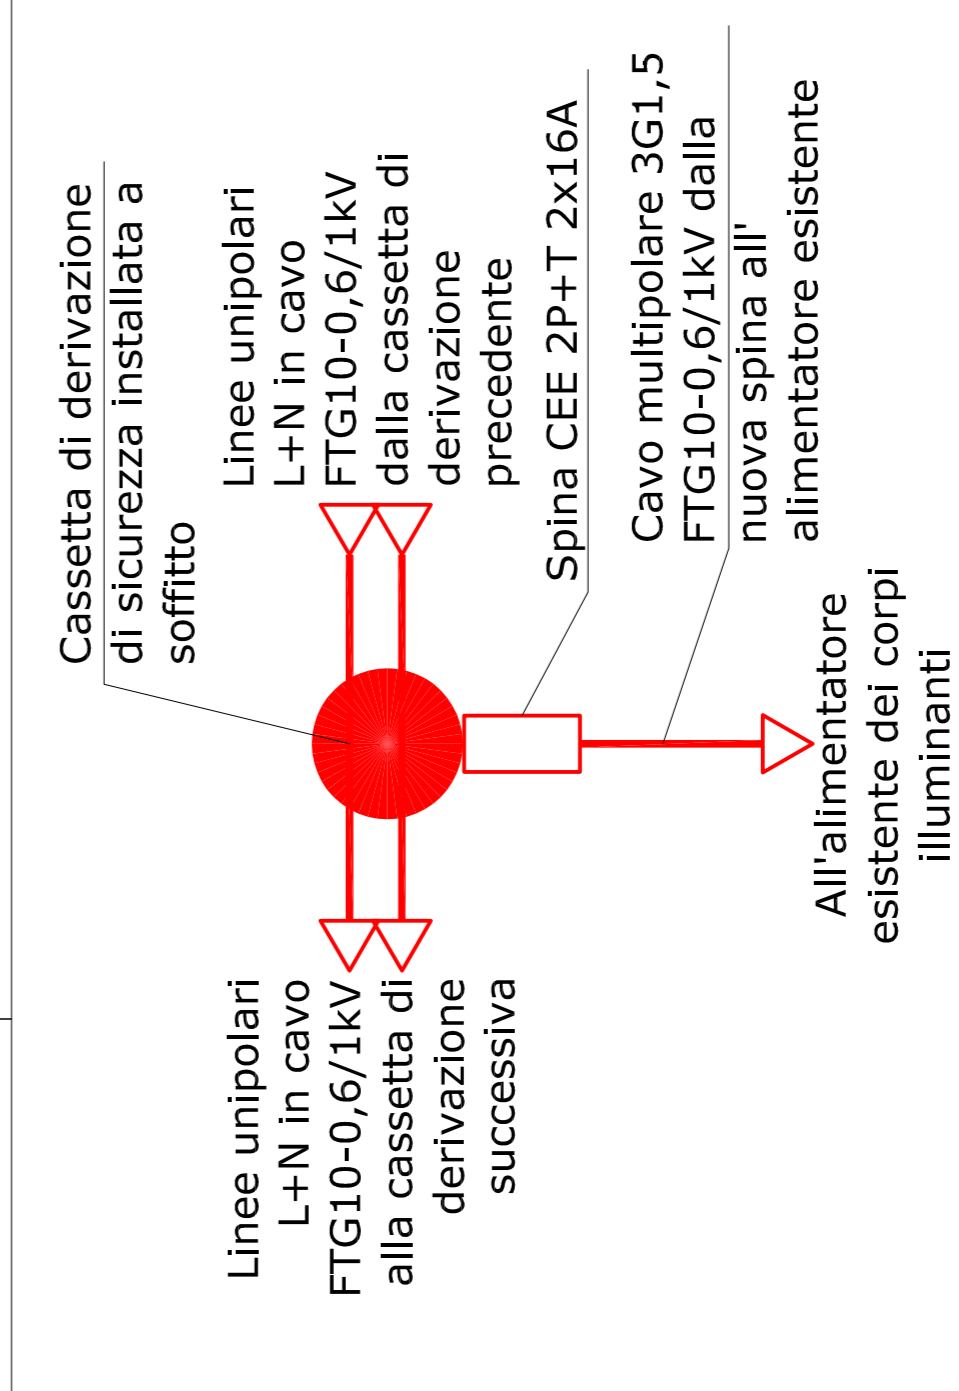 Cassetta di derivazione
di sicurezza installata a
soffitto
Linee unipolari
L+N in cavo
FTG10-0,6/1kV
dalla cassetta di
derivazione
precedente
Spina CEE 2P+T 2x16A
Cavo multipolare 3G1,5
FTG10-0,6/1kV dalla
nuova spina all'
alimentatore esistente
Linee unipolari
L+N in cavo
FTG10-0,6/1kV
alla cassetta di
derivazione
successiva
All'alimentatore
esistente dei corpi
illuminanti